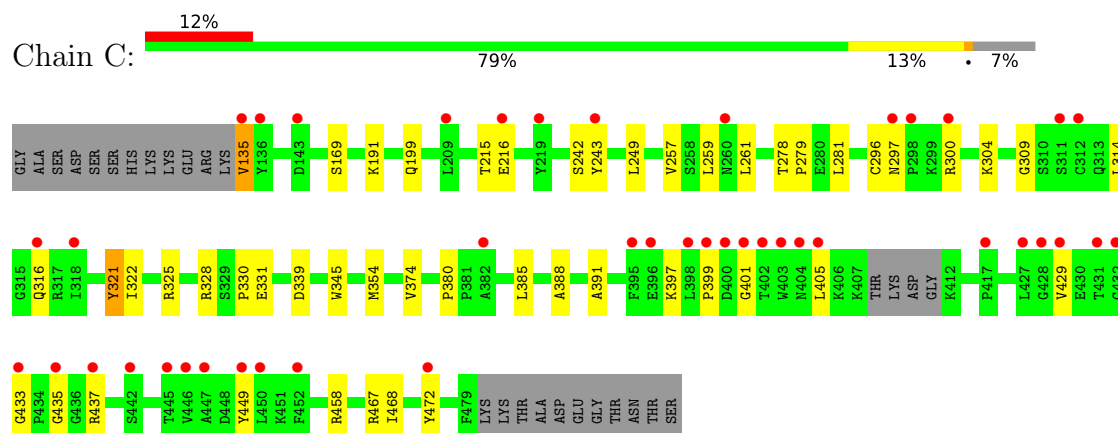 12%
Chain C:
79% 13% • 7%
GLY ALA SER ASP SER SER HIS LYS LYS GLU ARG LYS V135 Y136 D143 S169 K191 Q199 L209 T215 E216 Y219 S242 Y243 L249 V257 S258 L259 N260 L261 T278 P279 E280 L281 C296 N297 P298 K299 R300 K304 G309 S310 S311 C312 Q313 L314
G315 Q316 R317 I318 Y321 I322 R325 R328 S329 P330 E331 D339 W345 M354 V374 P380 P381 A382 L385 A388 A391 F395 E396 K397 L398 P399 D400 G401 T402 W403 N404 L405 K406 K407 THR LYS ASP GLY K412 P417 L427 G428 V429 E430 T431
G433 P434 G435 G436 R437 S442 T445 V446 A447 D448 Y449 L450 K451 F452 R458 R467 I468 Y472 F479 LYS LYS THR ALA ASP GLU GLY THR ASN THR SER